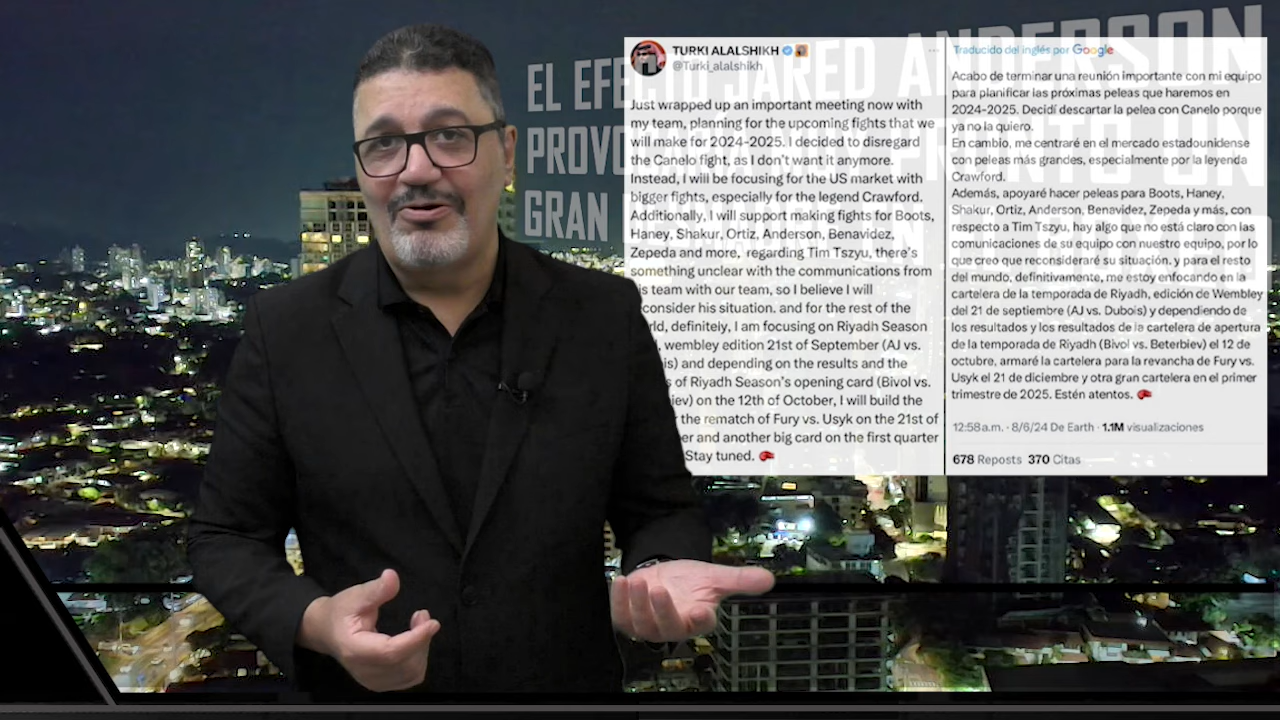 EL EFECTO JARED ANDERSON
PRONTO UN
GRAN
TURKI ALALSHIKH
@Turki_alalshikh
Just wrapped up an important meeting now with
my team, planning for the upcoming fights that we
will make for 2024-2025. I decided to disregard
the Canelo fight, as I don't want it anymore.
Instead, I will be focusing for the US market with
bigger fights, especially for the legend Crawford.
Additionally, I will support making fights for Boots,
Haney, Shakur, Ortiz, Anderson, Benavidez,
Zepeda and more, regarding Tim Tszyu, there's
something unclear with the communications from
is team with our team, so I believe I will
consider his situation. and for the rest of the
rld, definitely, I am focusing on Riyadh Season
, wembley edition 21st of September (AJ vs.
is) and depending on the results and the
s of Riyadh Season's opening card (Bivol vs.
iev) on the 12th of October, I will build the
r the rematch of Fury vs. Usyk on the 21st of
er and another big card on the first quarter
Stay tuned. 🥊
Traducido del inglés por Google
Acabo de terminar una reunión importante con mi equipo
para planificar las próximas peleas que haremos en
2024-2025. Decidí descartar la pelea con Canelo porque
ya no la quiero.
En cambio, me centraré en el mercado estadounidense
con peleas más grandes, especialmente por la leyenda
Crawford.
Además, apoyaré hacer peleas para Boots, Haney,
Shakur, Ortiz, Anderson, Benavidez, Zepeda y más, con
respecto a Tim Tszyu, hay algo que no está claro con las
comunicaciones de su equipo con nuestro equipo, por lo
que creo que reconsideraré su situación. y para el resto
del mundo, definitivamente, me estoy enfocando en la
cartelera de la temporada de Riyadh, edición de Wembley
del 21 de septiembre (AJ vs. Dubois) y dependiendo de
los resultados y los resultados de la cartelera de apertura
de la temporada de Riyadh (Bivol vs. Beterbiev) el 12 de
octubre, armaré la cartelera para la revancha de Fury vs.
Usyk el 21 de diciembre y otra gran cartelera en el primer
trimestre de 2025. Estén atentos. 🥊
12:58a.m. · 8/6/24 De Earth · 1.1M visualizaciones
678 Reposts 370 Citas